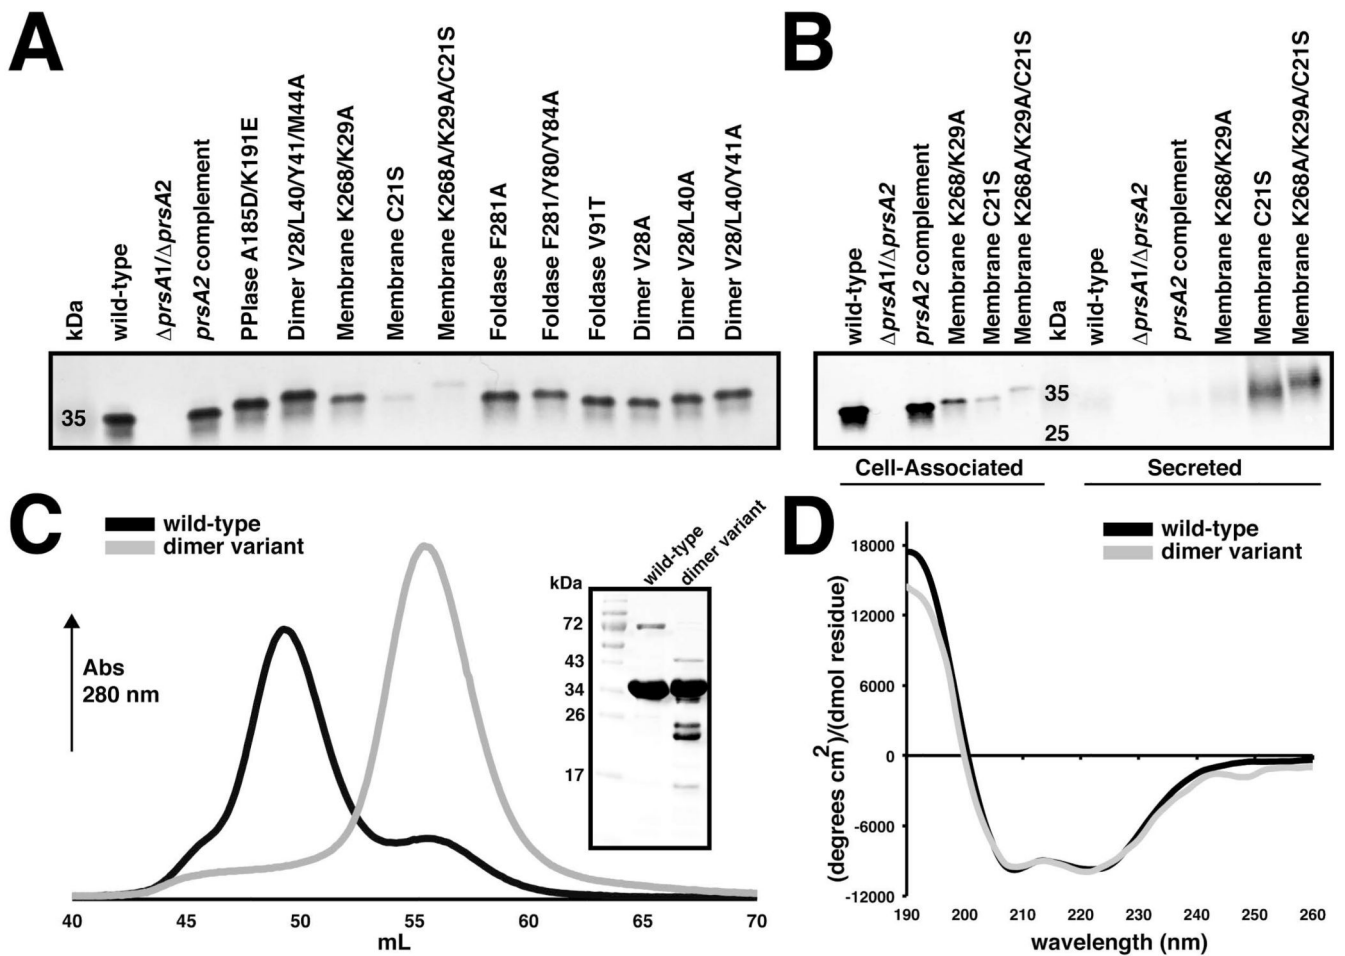 A
kDa
wild-type
ΔprsA1/ΔprsA2
prsA2 complement
PPIase A185D/K191E
Dimer V28/L40/Y41/M44A
Membrane K268/K29A
Membrane C21S
Membrane K268A/K29A/C21S
Foldase F281A
Foldase F281/Y80/Y84A
Foldase V91T
Dimer V28A
Dimer V28/L40A
Dimer V28/L40/Y41A
35
B
wild-type
ΔprsA1/ΔprsA2
prsA2 complement
Membrane K268/K29A
Membrane C21S
Membrane K268A/K29A/C21S
kDa
wild-type
ΔprsA1/ΔprsA2
prsA2 complement
Membrane K268/K29A
Membrane C21S
Membrane K268A/K29A/C21S
35
25
Cell-Associated
Secreted
C
wild-type
dimer variant
Abs
280 nm
kDa
wild-type
dimer variant
72
43
34
26
17
40 45 50 55 60 65 70
mL
D
wild-type
dimer variant
(degrees cm2)/(dmol residue)
18000
12000
6000
0
-6000
-12000
190 200 210 220 230 240 250 260
wavelength (nm)